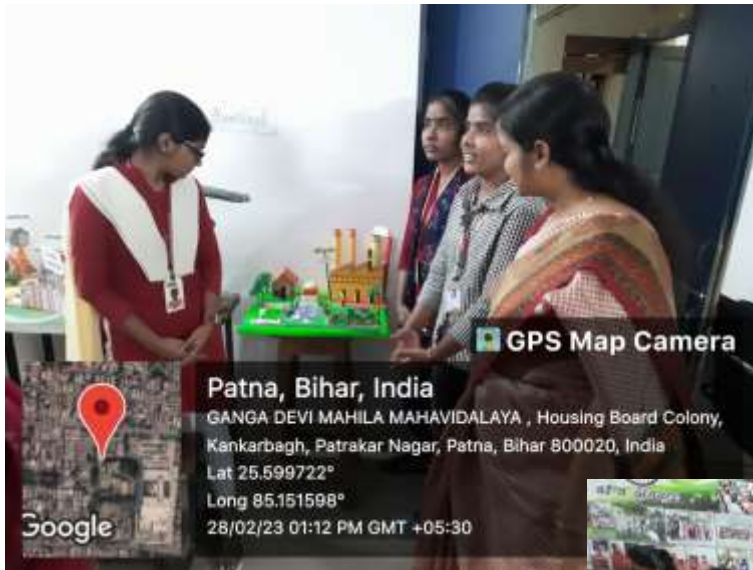 GPS Map Camera
Patna, Bihar, India
GANGA DEVI MAHILA MAHAVIDALAYA , Housing Board Colony,
Kankarbagh, Patrakar Nagar, Patna, Bihar 800020, India
Lat 25.599722°
Long 85.151598°
28/02/23 01:12 PM GMT +05:30
Google